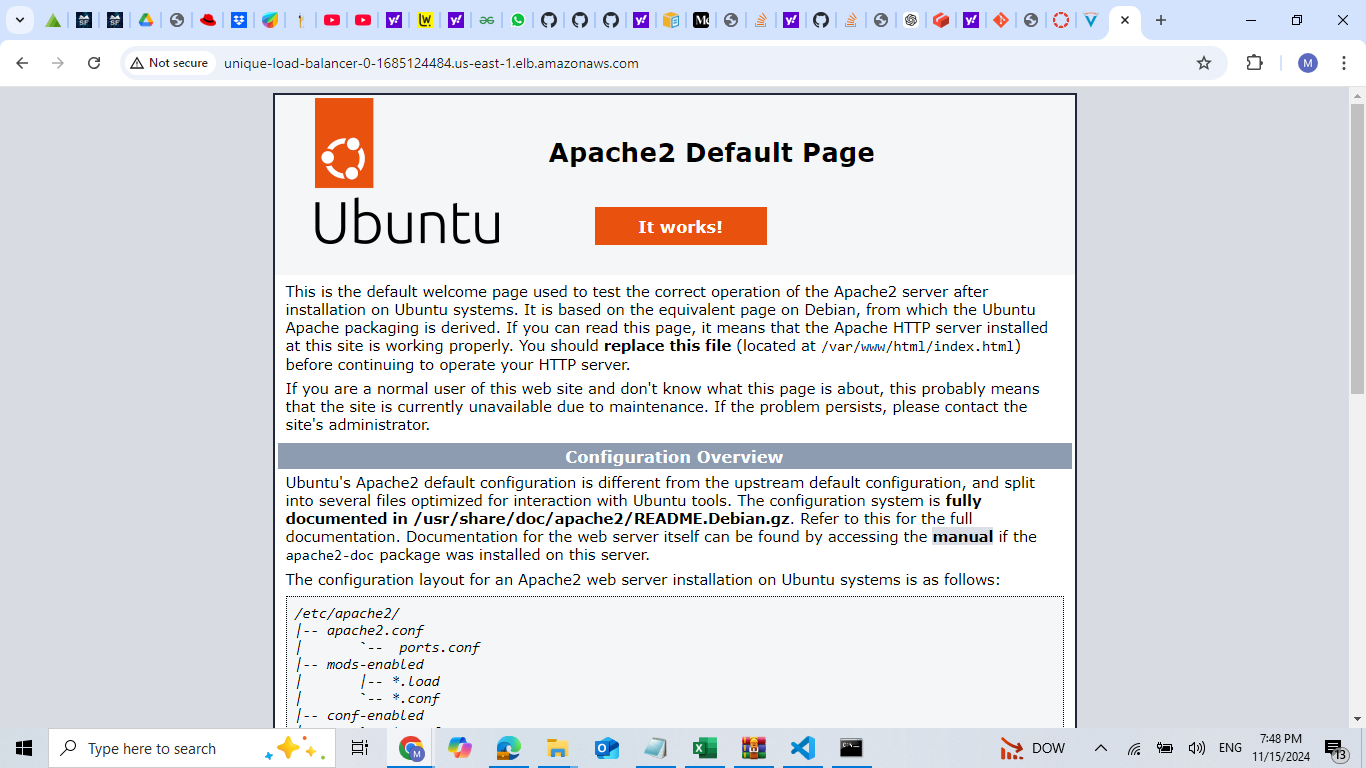 Not secure
unique-load-balancer-0-1685124484.us-east-1.elb.amazonaws.com
M
Apache2 Default Page
Ubuntu
It works!
This is the default welcome page used to test the correct operation of the Apache2 server after
installation on Ubuntu systems. It is based on the equivalent page on Debian, from which the Ubuntu
Apache packaging is derived. If you can read this page, it means that the Apache HTTP server installed
at this site is working properly. You should replace this file (located at /var/www/html/index.html)
before continuing to operate your HTTP server.
If you are a normal user of this web site and don't know what this page is about, this probably means
that the site is currently unavailable due to maintenance. If the problem persists, please contact the
site's administrator.
Configuration Overview
Ubuntu's Apache2 default configuration is different from the upstream default configuration, and split
into several files optimized for interaction with Ubuntu tools. The configuration system is fully
documented in /usr/share/doc/apache2/README.Debian.gz. Refer to this for the full
documentation. Documentation for the web server itself can be found by accessing the manual if the
apache2-doc package was installed on this server.
The configuration layout for an Apache2 web server installation on Ubuntu systems is as follows:
/etc/apache2/
|-- apache2.conf
|       `--  ports.conf
|-- mods-enabled
|       |-- *.load
|       `-- *.conf
|-- conf-enabled
Type here to search
DOW
ENG
7:48 PM
11/15/2024
13